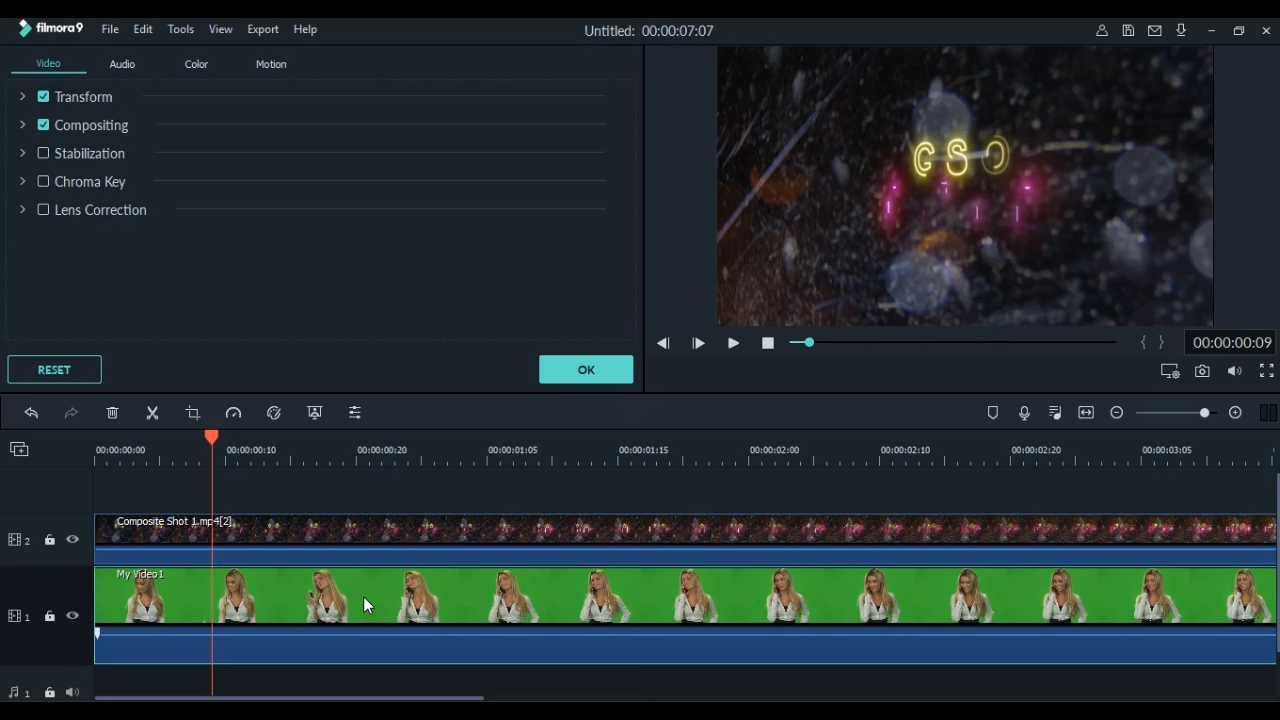 filmora9 File Edit Tools View Export Help Untitled: 00:00:07:07
Video Audio Color Motion
Transform
Compositing
Stabilization
Chroma Key
Lens Correction
GSO
00:00:00:09
RESET OK
00:00:00:00 00:00:00:10 00:00:00:20 00:00:01:05 00:00:01:15 00:00:02:00 00:00:02:10 00:00:02:20 00:00:03:05
Composite Shot 1.mp4[2]
2
My Video1
1
1